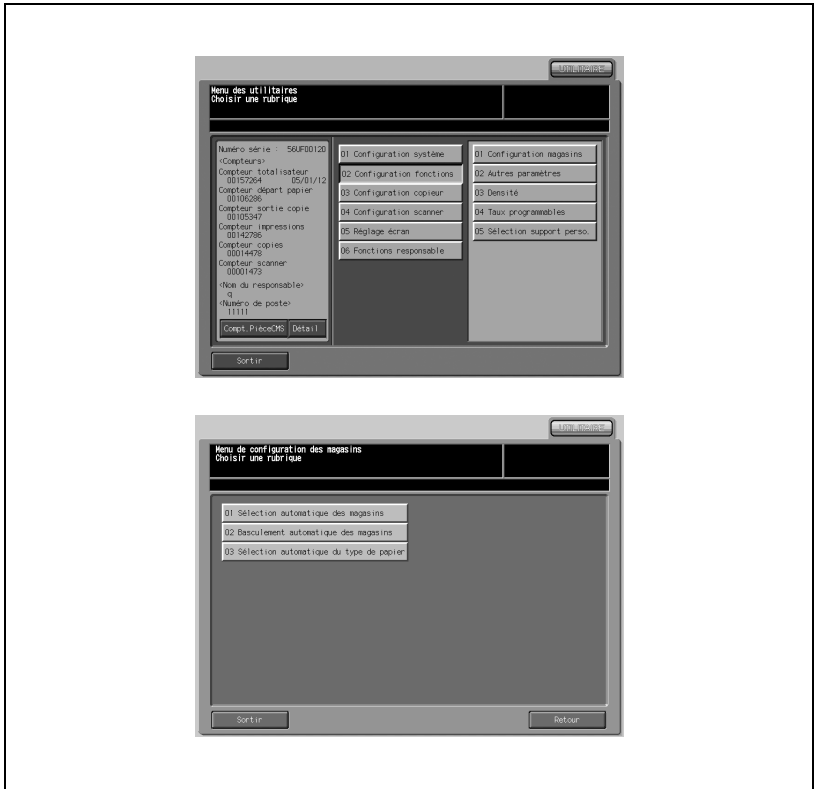 UTILITAIRE
Menu des utilitaires
Choisir une rubrique
Numéro série : 56UFD0120
<Compteurs>
Compteur totalisateur
00157264 05/01/12
Compteur départ papier
00106286
Compteur sortie copie
00105347
Compteur impressions
00142786
Compteur copies
00014478
Compteur scanner
00001473
<Nom du responsable>
q
<Numéro de poste>
11111
Compt.PièceCMS Détail
01 Configuration système
02 Configuration fonctions
03 Configuration copieur
04 Configuration scanner
05 Réglage écran
06 Fonctions responsable
01 Configuration magasins
02 Autres paramètres
03 Densité
04 Taux programmables
05 Sélection support perso.
Sortir
UTILITAIRE
Menu de configuration des magasins
Choisir une rubrique
01 Sélection automatique des magasins
02 Basculement automatique des magasins
03 Sélection automatique du type de papier
Sortir Retour